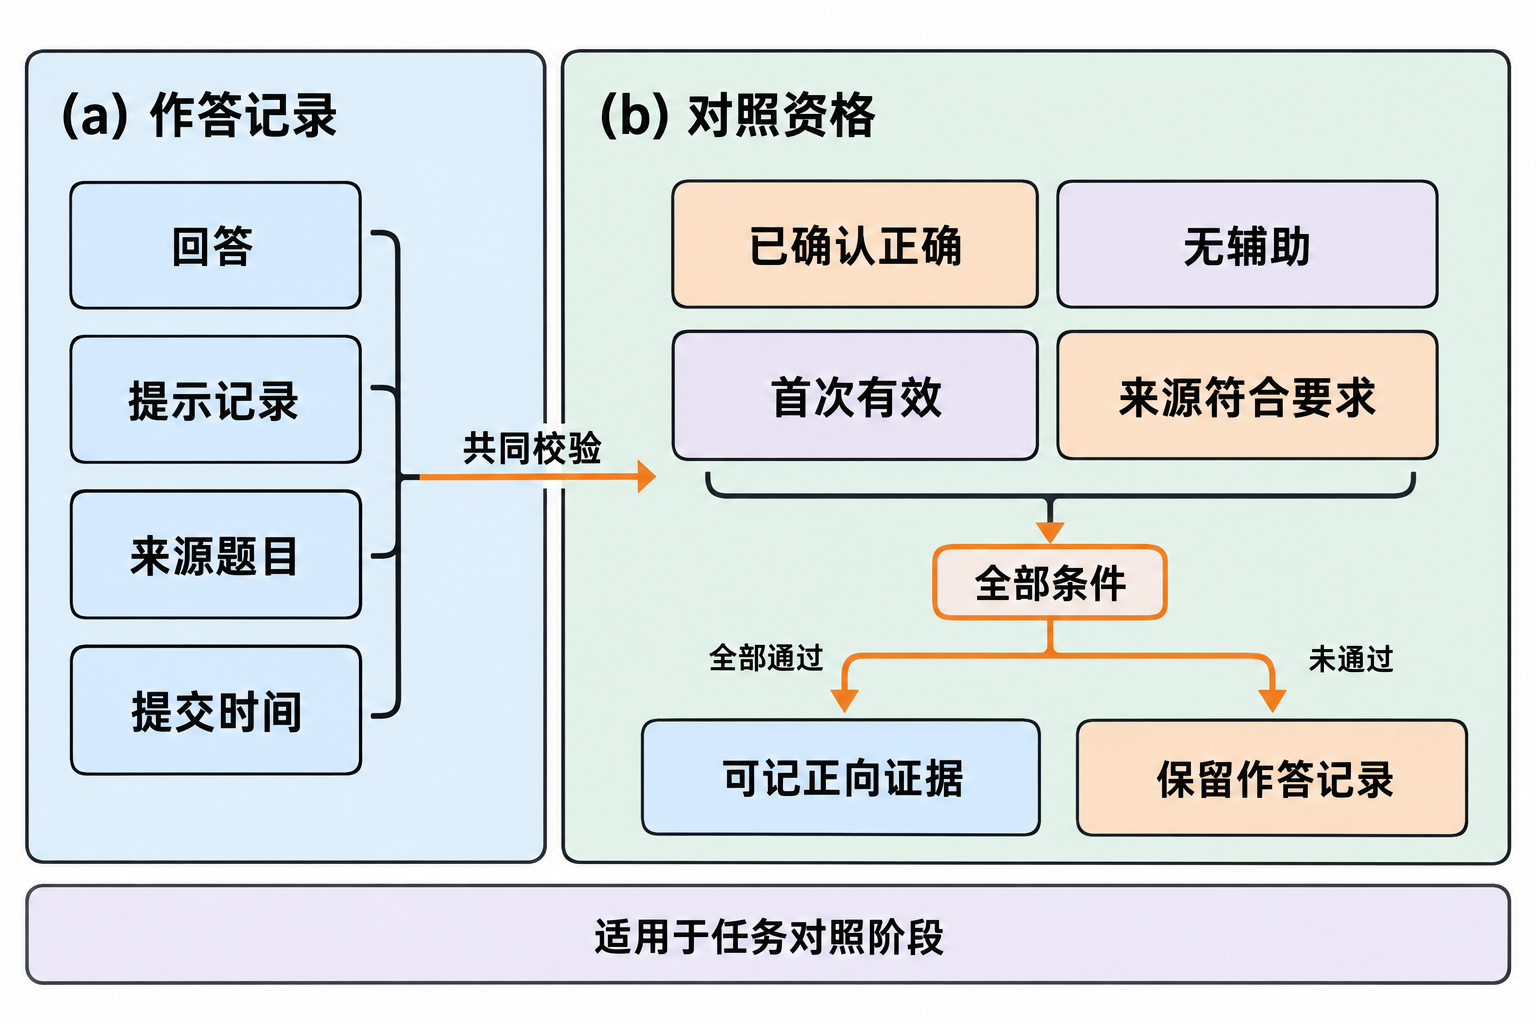 (a) 作答记录
回答
提示记录
来源题目
提交时间
共同校验
(b) 对照资格
已确认正确
无辅助
首次有效
来源符合要求
全部条件
全部通过
未通过
可记正向证据
保留作答记录
适用于任务对照阶段